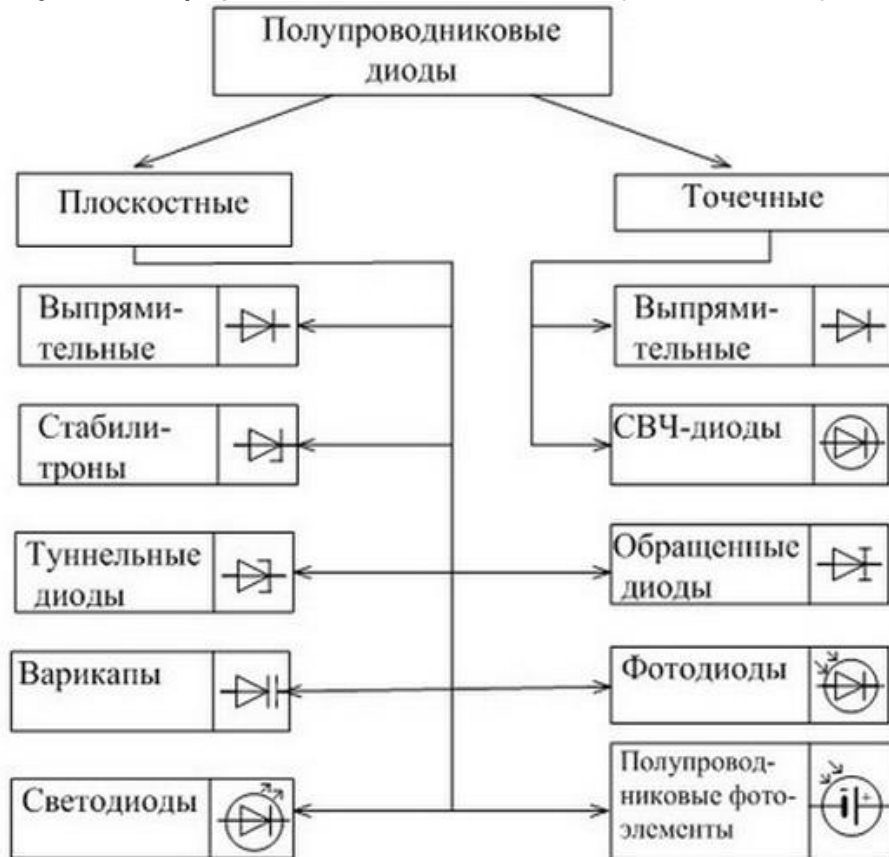 Полупроводниковые
диоды
Плоскостные
Точечные
Выпрями-
тельные
Выпрями-
тельные
Стабили-
троны
СВЧ-диоды
Туннельные
диоды
Обращенные
диоды
Варикапы
Фотодиоды
Светодиоды
Полупровод-
никовые фото-
элементы